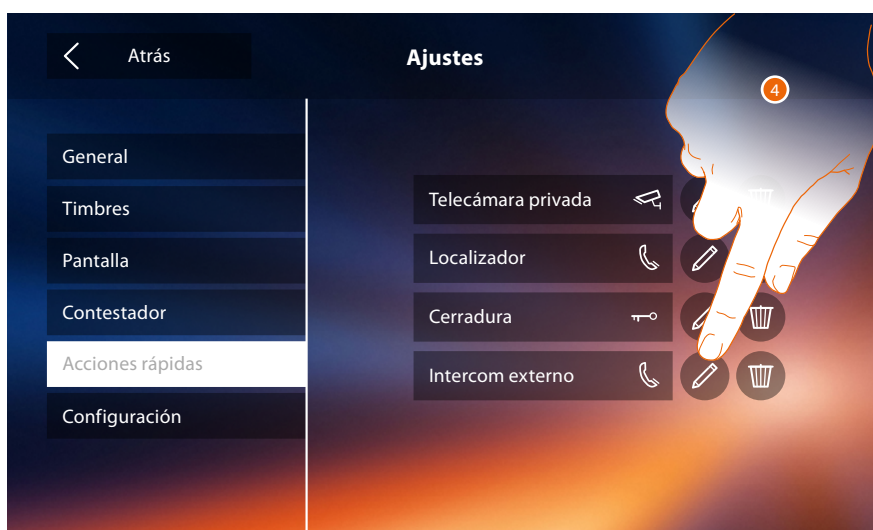 Atrás
Ajustes
4
General
Timbres
Pantalla
Contestador
Acciones rápidas
Configuración
Telecámara privada
Localizador
Cerradura
Intercom externo